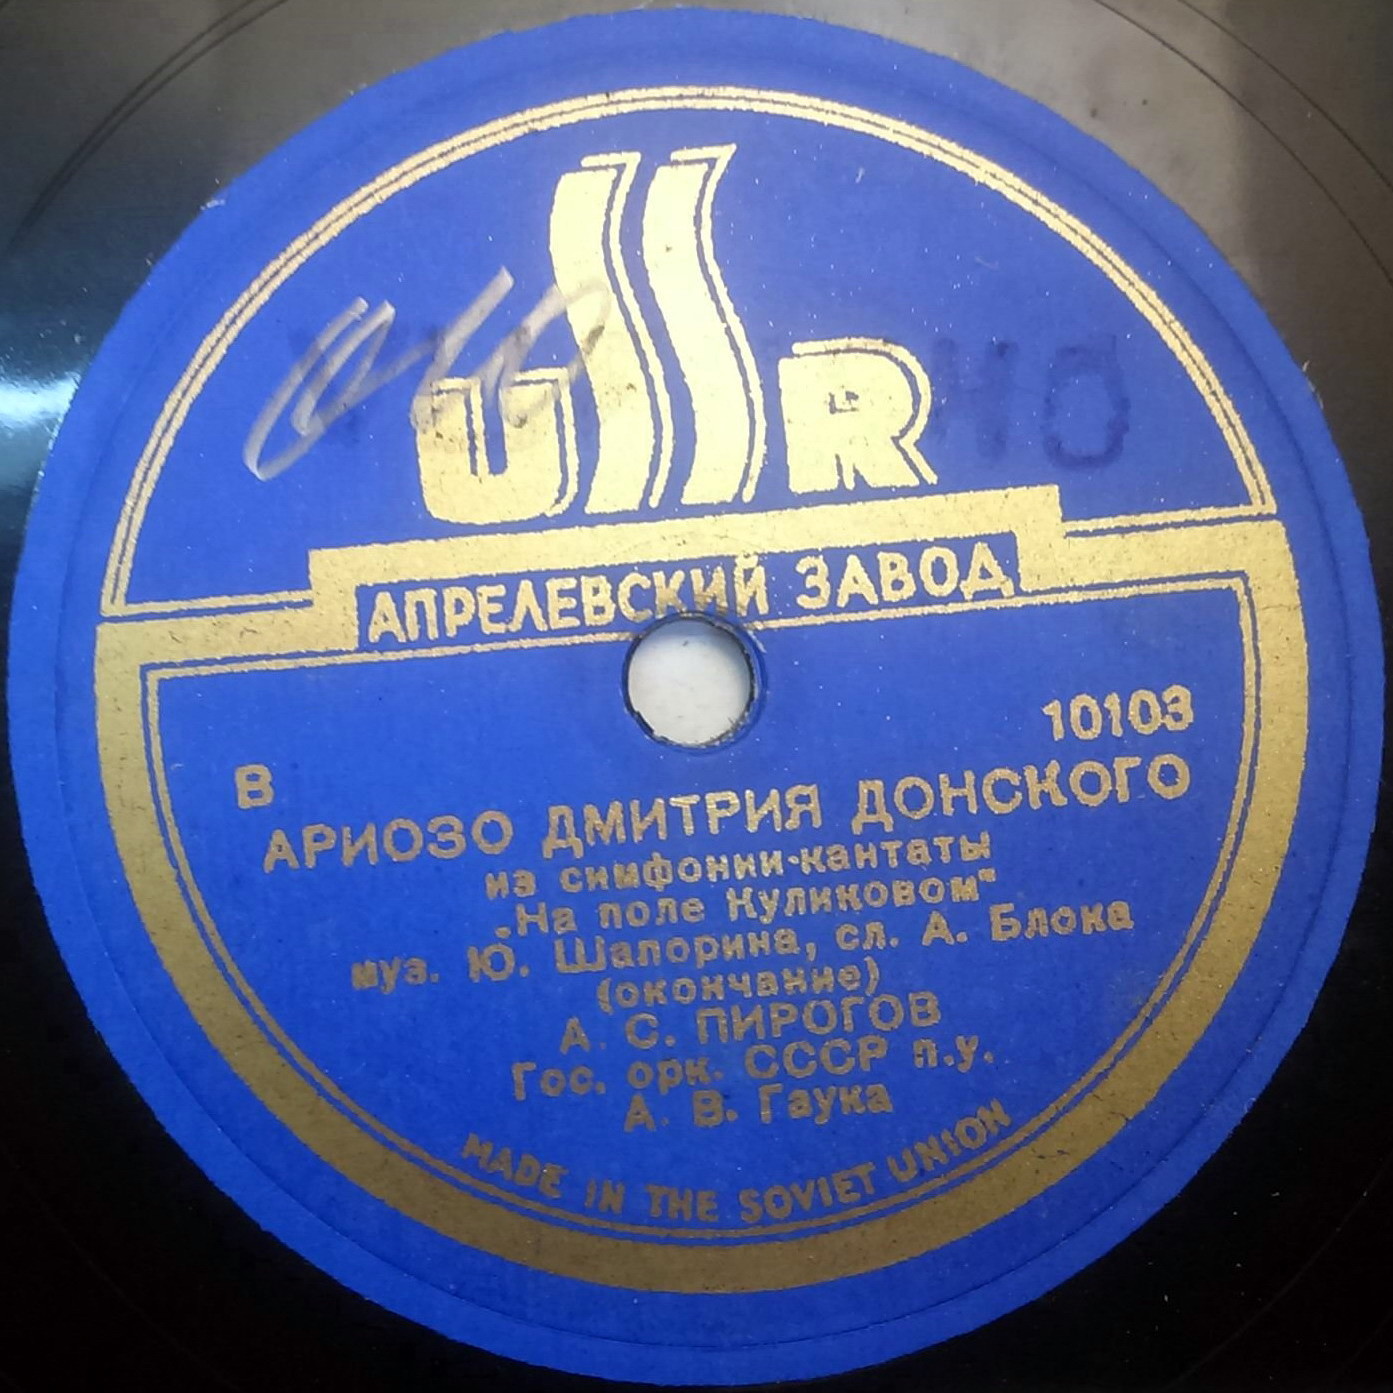 USSR
НО
АПРЕЛЕВСКИЙ ЗАВОД
10103
В
АРИОЗО ДМИТРИЯ ДОНСКОГО
из симфонии-кантаты
„На поле Куликовом"
муз. Ю. Шапорина, сл. А. Блока
(окончание)
А. С. ПИРОГОВ
Гос. орк. СССР п.у.
А. В. Гаука
MADE IN THE SOVIET UNION